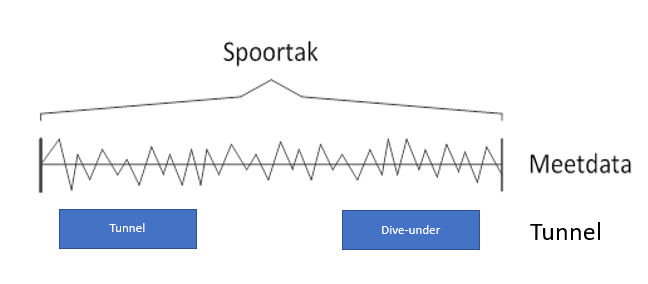 Spoortak
Meetdata
Tunnel
Dive-under
Tunnel